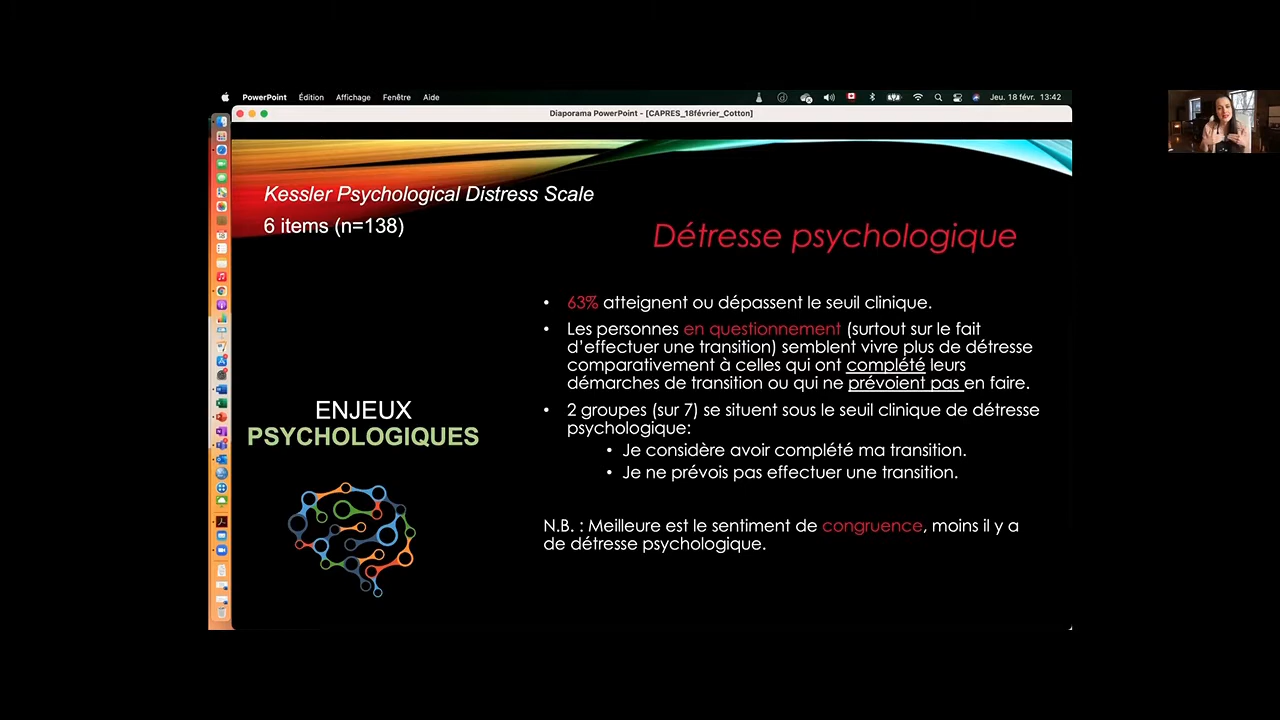 PowerPoint Édition Affichage Fenêtre Aide Jeu. 18 févr. 13:42
Diaporama PowerPoint - [CAPRES_18février_Cotton]
Kessler Psychological Distress Scale
6 items (n=138)
Détresse psychologique
• 63% atteignent ou dépassent le seuil clinique.
• Les personnes en questionnement (surtout sur le fait
d’effectuer une transition) semblent vivre plus de détresse
comparativement à celles qui ont complété leurs
démarches de transition ou qui ne prévoient pas en faire.
• 2 groupes (sur 7) se situent sous le seuil clinique de détresse
psychologique:
• Je considère avoir complété ma transition.
• Je ne prévois pas effectuer une transition.
ENJEUX
PSYCHOLOGIQUES
N.B. : Meilleure est le sentiment de congruence, moins il y a
de détresse psychologique.